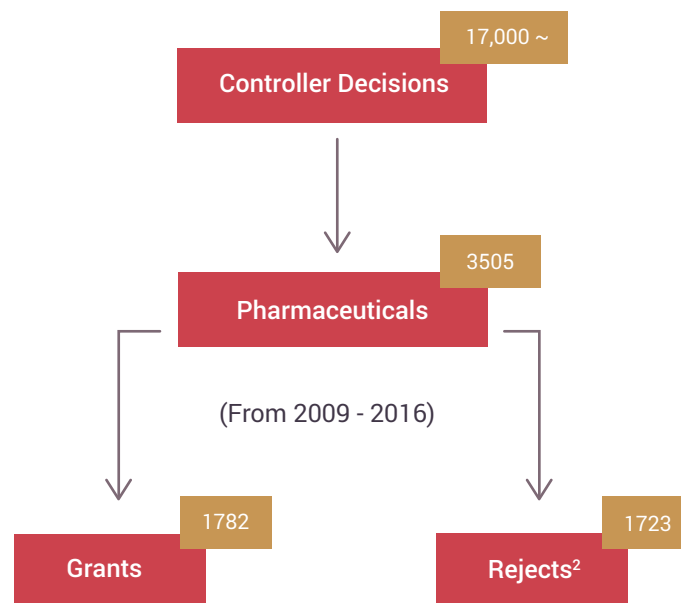 17,000 ~
Controller Decisions
3505
Pharmaceuticals
(From 2009 - 2016)
1782
1723
Grants
Rejects²